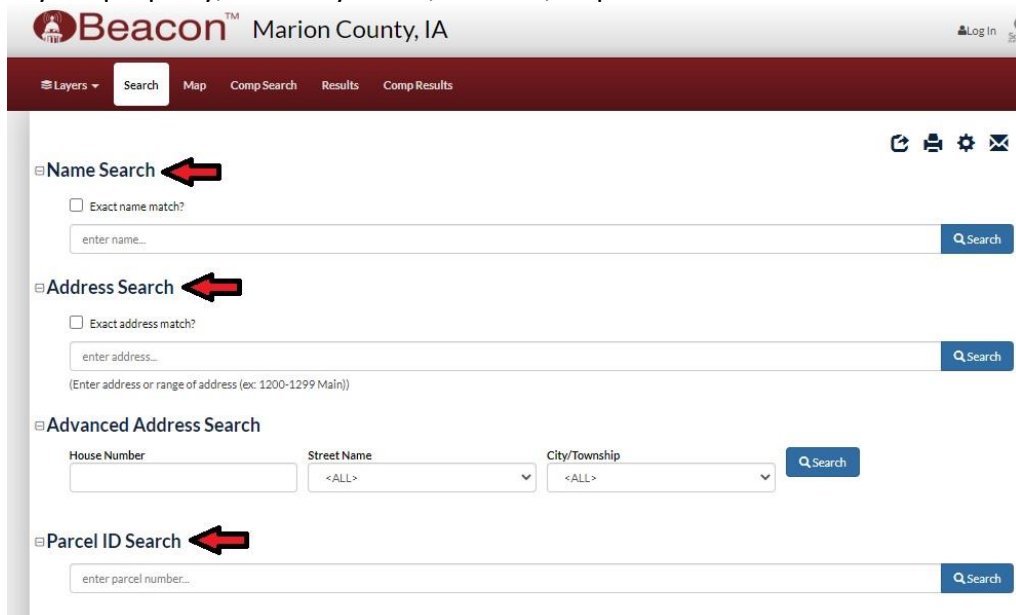 Beacon™ Marion County, IA
Log In
Layers Search Map Comp Search Results Comp Results
Name Search
Exact name match?
enter name... Search
Address Search
Exact address match?
enter address... Search
(Enter address or range of address (ex: 1200-1299 Main))
Advanced Address Search
House Number Street Name City/Township
<ALL> <ALL> Search
Parcel ID Search
enter parcel number... Search